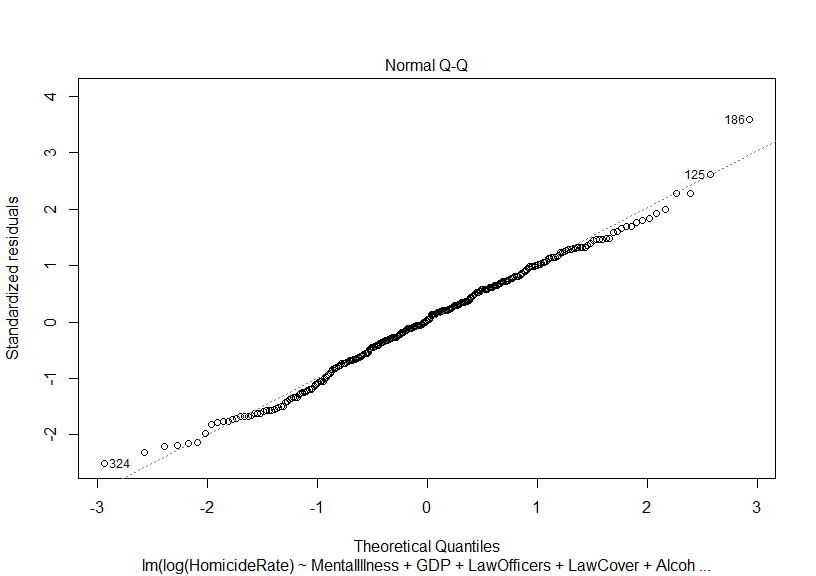 Normal Q-Q
4
3
2
1
0
-1
-2
Standardized residuals
186
125
324
-3 -2 -1 0 1 2 3
Theoretical Quantiles
lm(log(HomicideRate) ~ MentalIllness + GDP + LawOfficers + LawCover + Alcoh ...